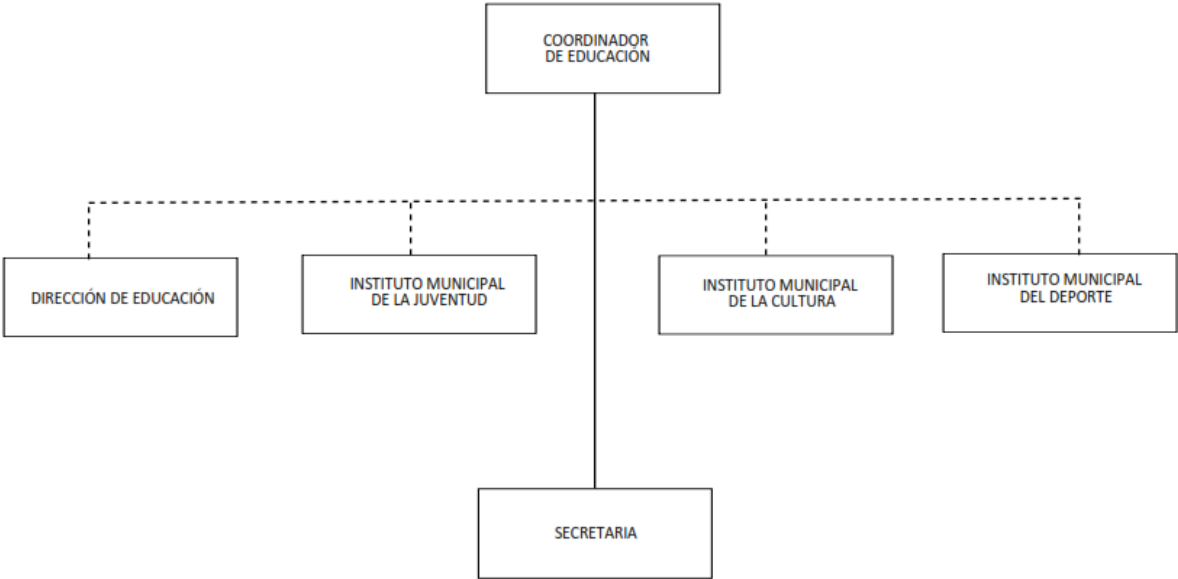 COORDINADOR
DE EDUCACIÓN
DIRECCIÓN DE EDUCACIÓN
INSTITUTO MUNICIPAL
DE LA JUVENTUD
INSTITUTO MUNICIPAL
DE LA CULTURA
INSTITUTO MUNICIPAL
DEL DEPORTE
SECRETARIA